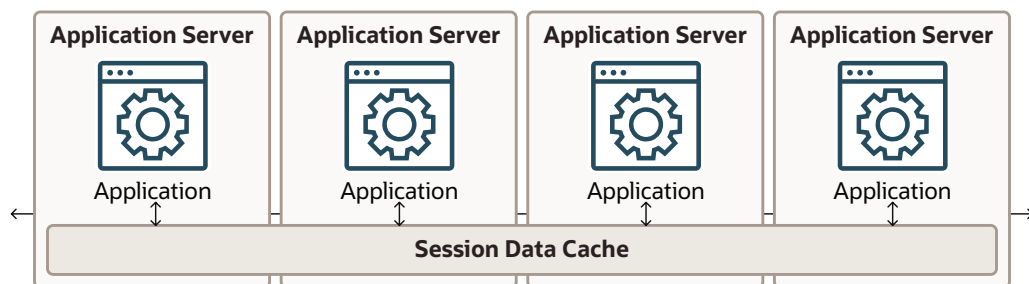 Application Server
Application Server
Application Server
Application Server
Application
Application
Application
Application
Session Data Cache